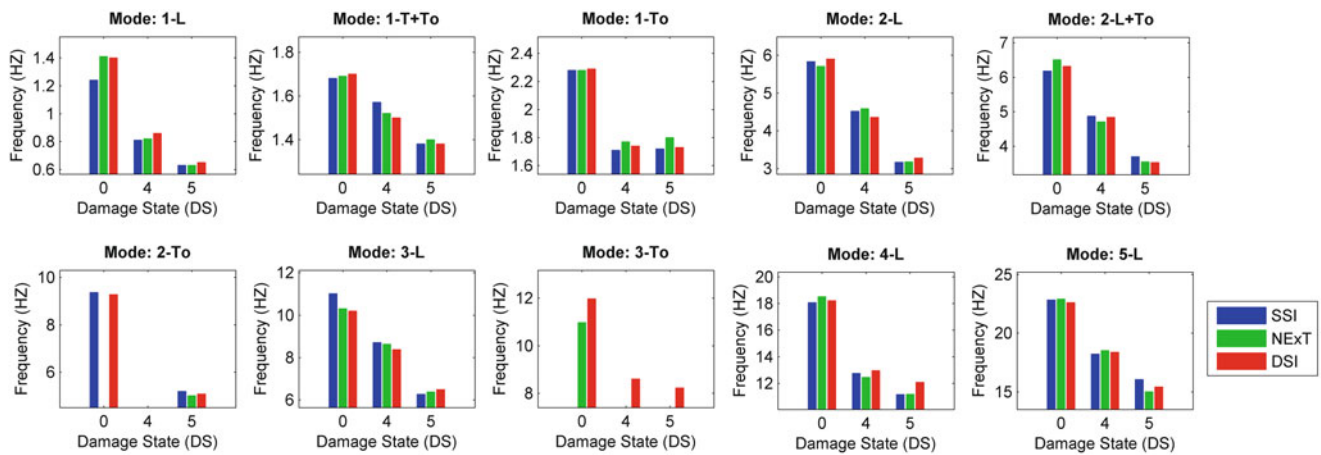 Mode: 1-L
Frequency (HZ)
1.4
1.2
1
0.8
0.6
0 4 5
Damage State (DS)
Mode: 1-T+To
Frequency (HZ)
1.8
1.6
1.4
0 4 5
Damage State (DS)
Mode: 1-To
Frequency (HZ)
2.4
2.2
2
1.8
1.6
0 4 5
Damage State (DS)
Mode: 2-L
Frequency (HZ)
6
5
4
3
0 4 5
Damage State (DS)
Mode: 2-L+To
Frequency (HZ)
7
6
5
4
0 4 5
Damage State (DS)
Mode: 2-To
Frequency (HZ)
10
8
6
0 4 5
Damage State (DS)
Mode: 3-L
Frequency (HZ)
12
10
8
6
0 4 5
Damage State (DS)
Mode: 3-To
Frequency (HZ)
12
10
8
0 4 5
Damage State (DS)
Mode: 4-L
Frequency (HZ)
20
18
16
14
12
0 4 5
Damage State (DS)
Mode: 5-L
Frequency (HZ)
25
20
15
0 4 5
Damage State (DS)
SSI
NExT
DSI